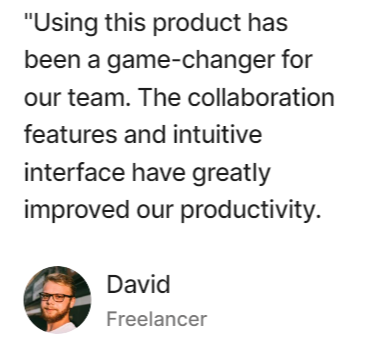 "Using this product has
been a game-changer for
our team. The collaboration
features and intuitive
interface have greatly
improved our productivity.
David
Freelancer